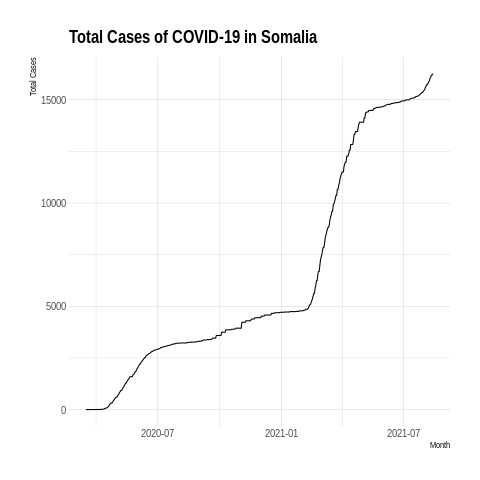 Total Cases of COVID-19 in Somalia
Total Cases
15000
10000
5000
0
2020-07
2021-01
2021-07
Month